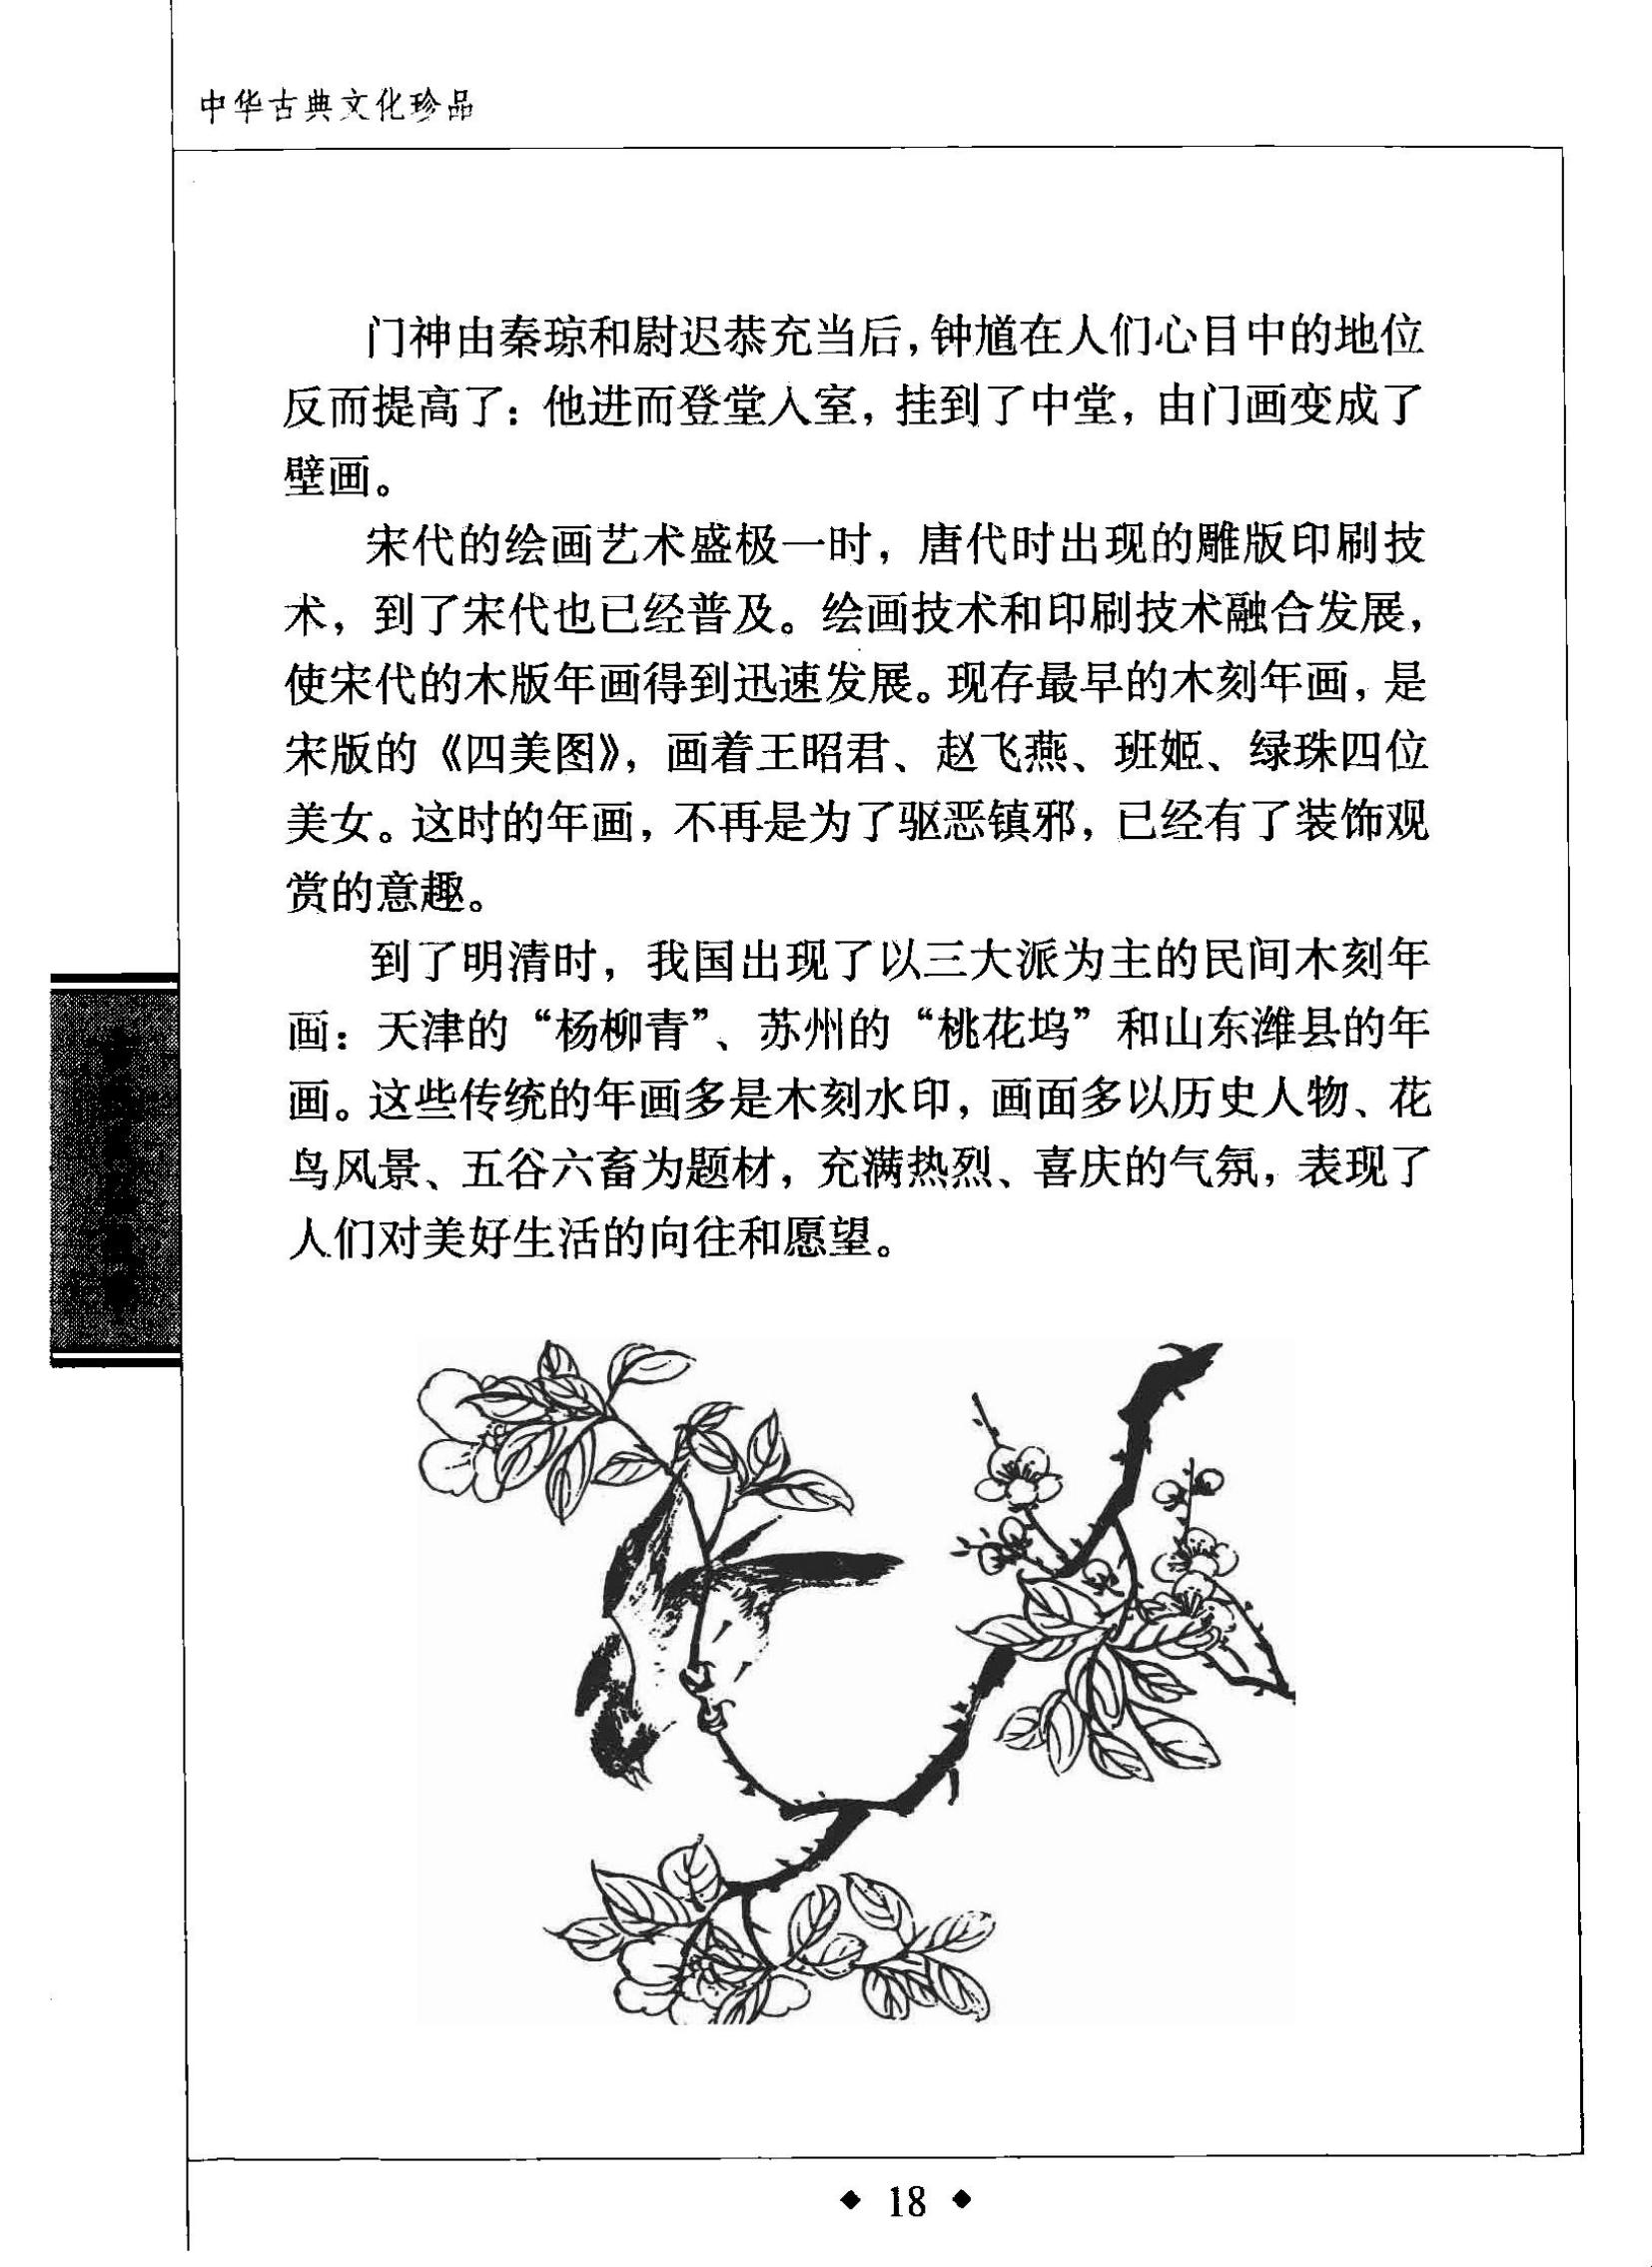 中华古典文化珍品
门神由秦琼和尉迟恭充当后，钟馗在人们心目中的地位
反而提高了：他进而登堂入室，挂到了中堂，由门画变成了
壁画。
宋代的绘画艺术盛极一时，唐代时出现的雕版印刷技
术，到了宋代也已经普及。绘画技术和印刷技术融合发展，
使宋代的木版年画得到迅速发展。现存最早的木刻年画，是
宋版的《四美图》，画着王昭君、赵飞燕、班姬、绿珠四位
美女。这时的年画，不再是为了驱恶镇邪，已经有了装饰观
赏的意趣。
到了明清时，我国出现了以三大派为主的民间木刻年
画：天津的“杨柳青”、苏州的“桃花坞”和山东潍县的年
画。这些传统的年画多是木刻水印，画面多以历史人物、花
鸟风景、五谷六畜为题材，充满热烈、喜庆的气氛，表现了
人们对美好生活的向往和愿望。
◆ 18 ◆